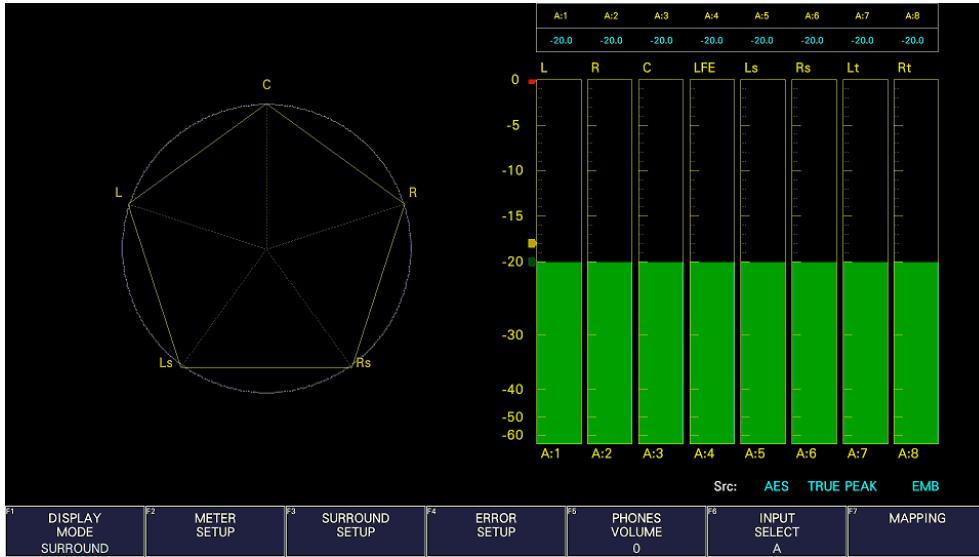 A:1 A:2 A:3 A:4 A:5 A:6 A:7 A:8
-20.0 -20.0 -20.0 -20.0 -20.0 -20.0 -20.0 -20.0
L R C LFE Ls Rs Lt Rt
C
L
R
Ls
Rs
0
-5
-10
-15
-20
-30
-40
-50
-60
A:1 A:2 A:3 A:4 A:5 A:6 A:7 A:8
Src: AES TRUE PEAK EMB
F1 DISPLAY
MODE
SURROUND
F2 METER
SETUP
F3 SURROUND
SETUP
F4 ERROR
SETUP
F5 PHONES
VOLUME
0
F6 INPUT
SELECT
A
F7 MAPPING